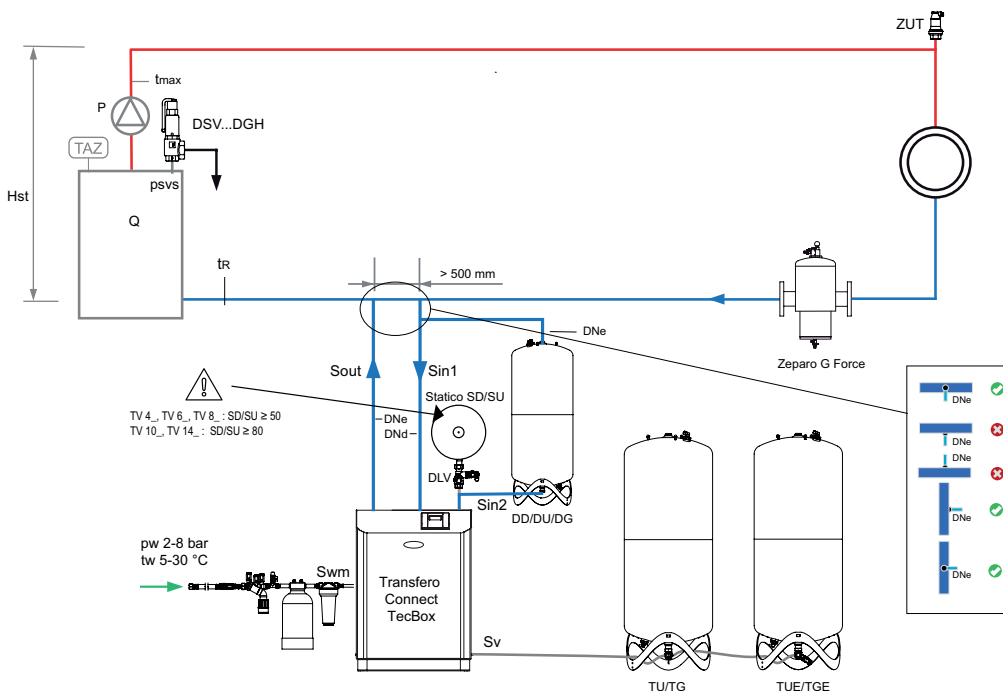 ZUT
tmax
P
DSV...DGH
TAZ
psvs
Hst
Q
tR
> 500 mm
DNe
Zeparo G Force
Sout
Sin1
Statico SD/SU
TV 4_, TV 6_, TV 8_ : SD/SU ≥ 50
TV 10_, TV 14_ : SD/SU ≥ 80
DNe
DNd
DLV
Sin2
DD/DU/DG
DNe
DNe
DNe
DNe
DNe
pw 2-8 bar
tw 5-30 °C
Swm
Transfero
Connect
TecBox
Sv
TU/TG
TUE/TGE